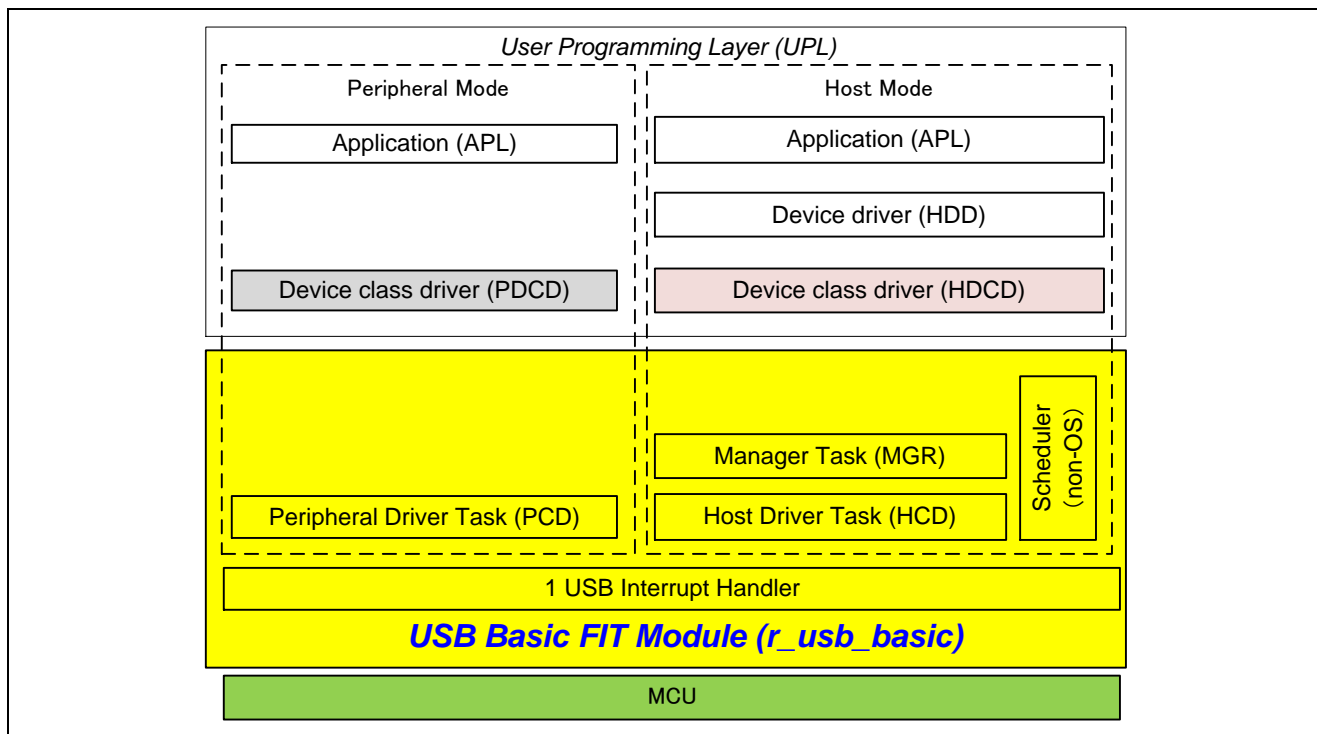 User Programming Layer (UPL)
Peripheral Mode
Host Mode
Application (APL)
Application (APL)
Device driver (HDD)
Device class driver (PDCD)
Device class driver (HDCD)
Scheduler
(non-OS)
Manager Task (MGR)
Peripheral Driver Task (PCD)
Host Driver Task (HCD)
1 USB Interrupt Handler
USB Basic FIT Module (r_usb_basic)
MCU